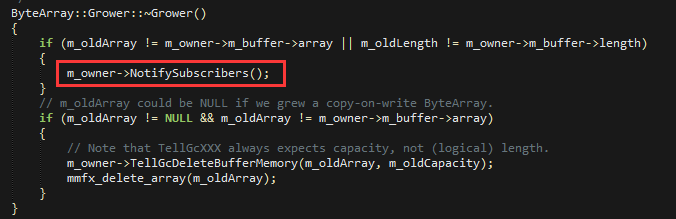 ByteArray::Grower::~Grower()
{
if (m_oldArray != m_owner->m_buffer->array || m_oldLength != m_owner->m_buffer->length)
{
m_owner->NotifySubscribers();
}
// m_oldArray could be NULL if we grew a copy-on-write ByteArray.
if (m_oldArray != NULL && m_oldArray != m_owner->m_buffer->array)
{
// Note that TellGcXXX always expects capacity, not (logical) length.
m_owner->TellGcDeleteBufferMemory(m_oldArray, m_oldCapacity);
mmfx_delete_array(m_oldArray);
}
}